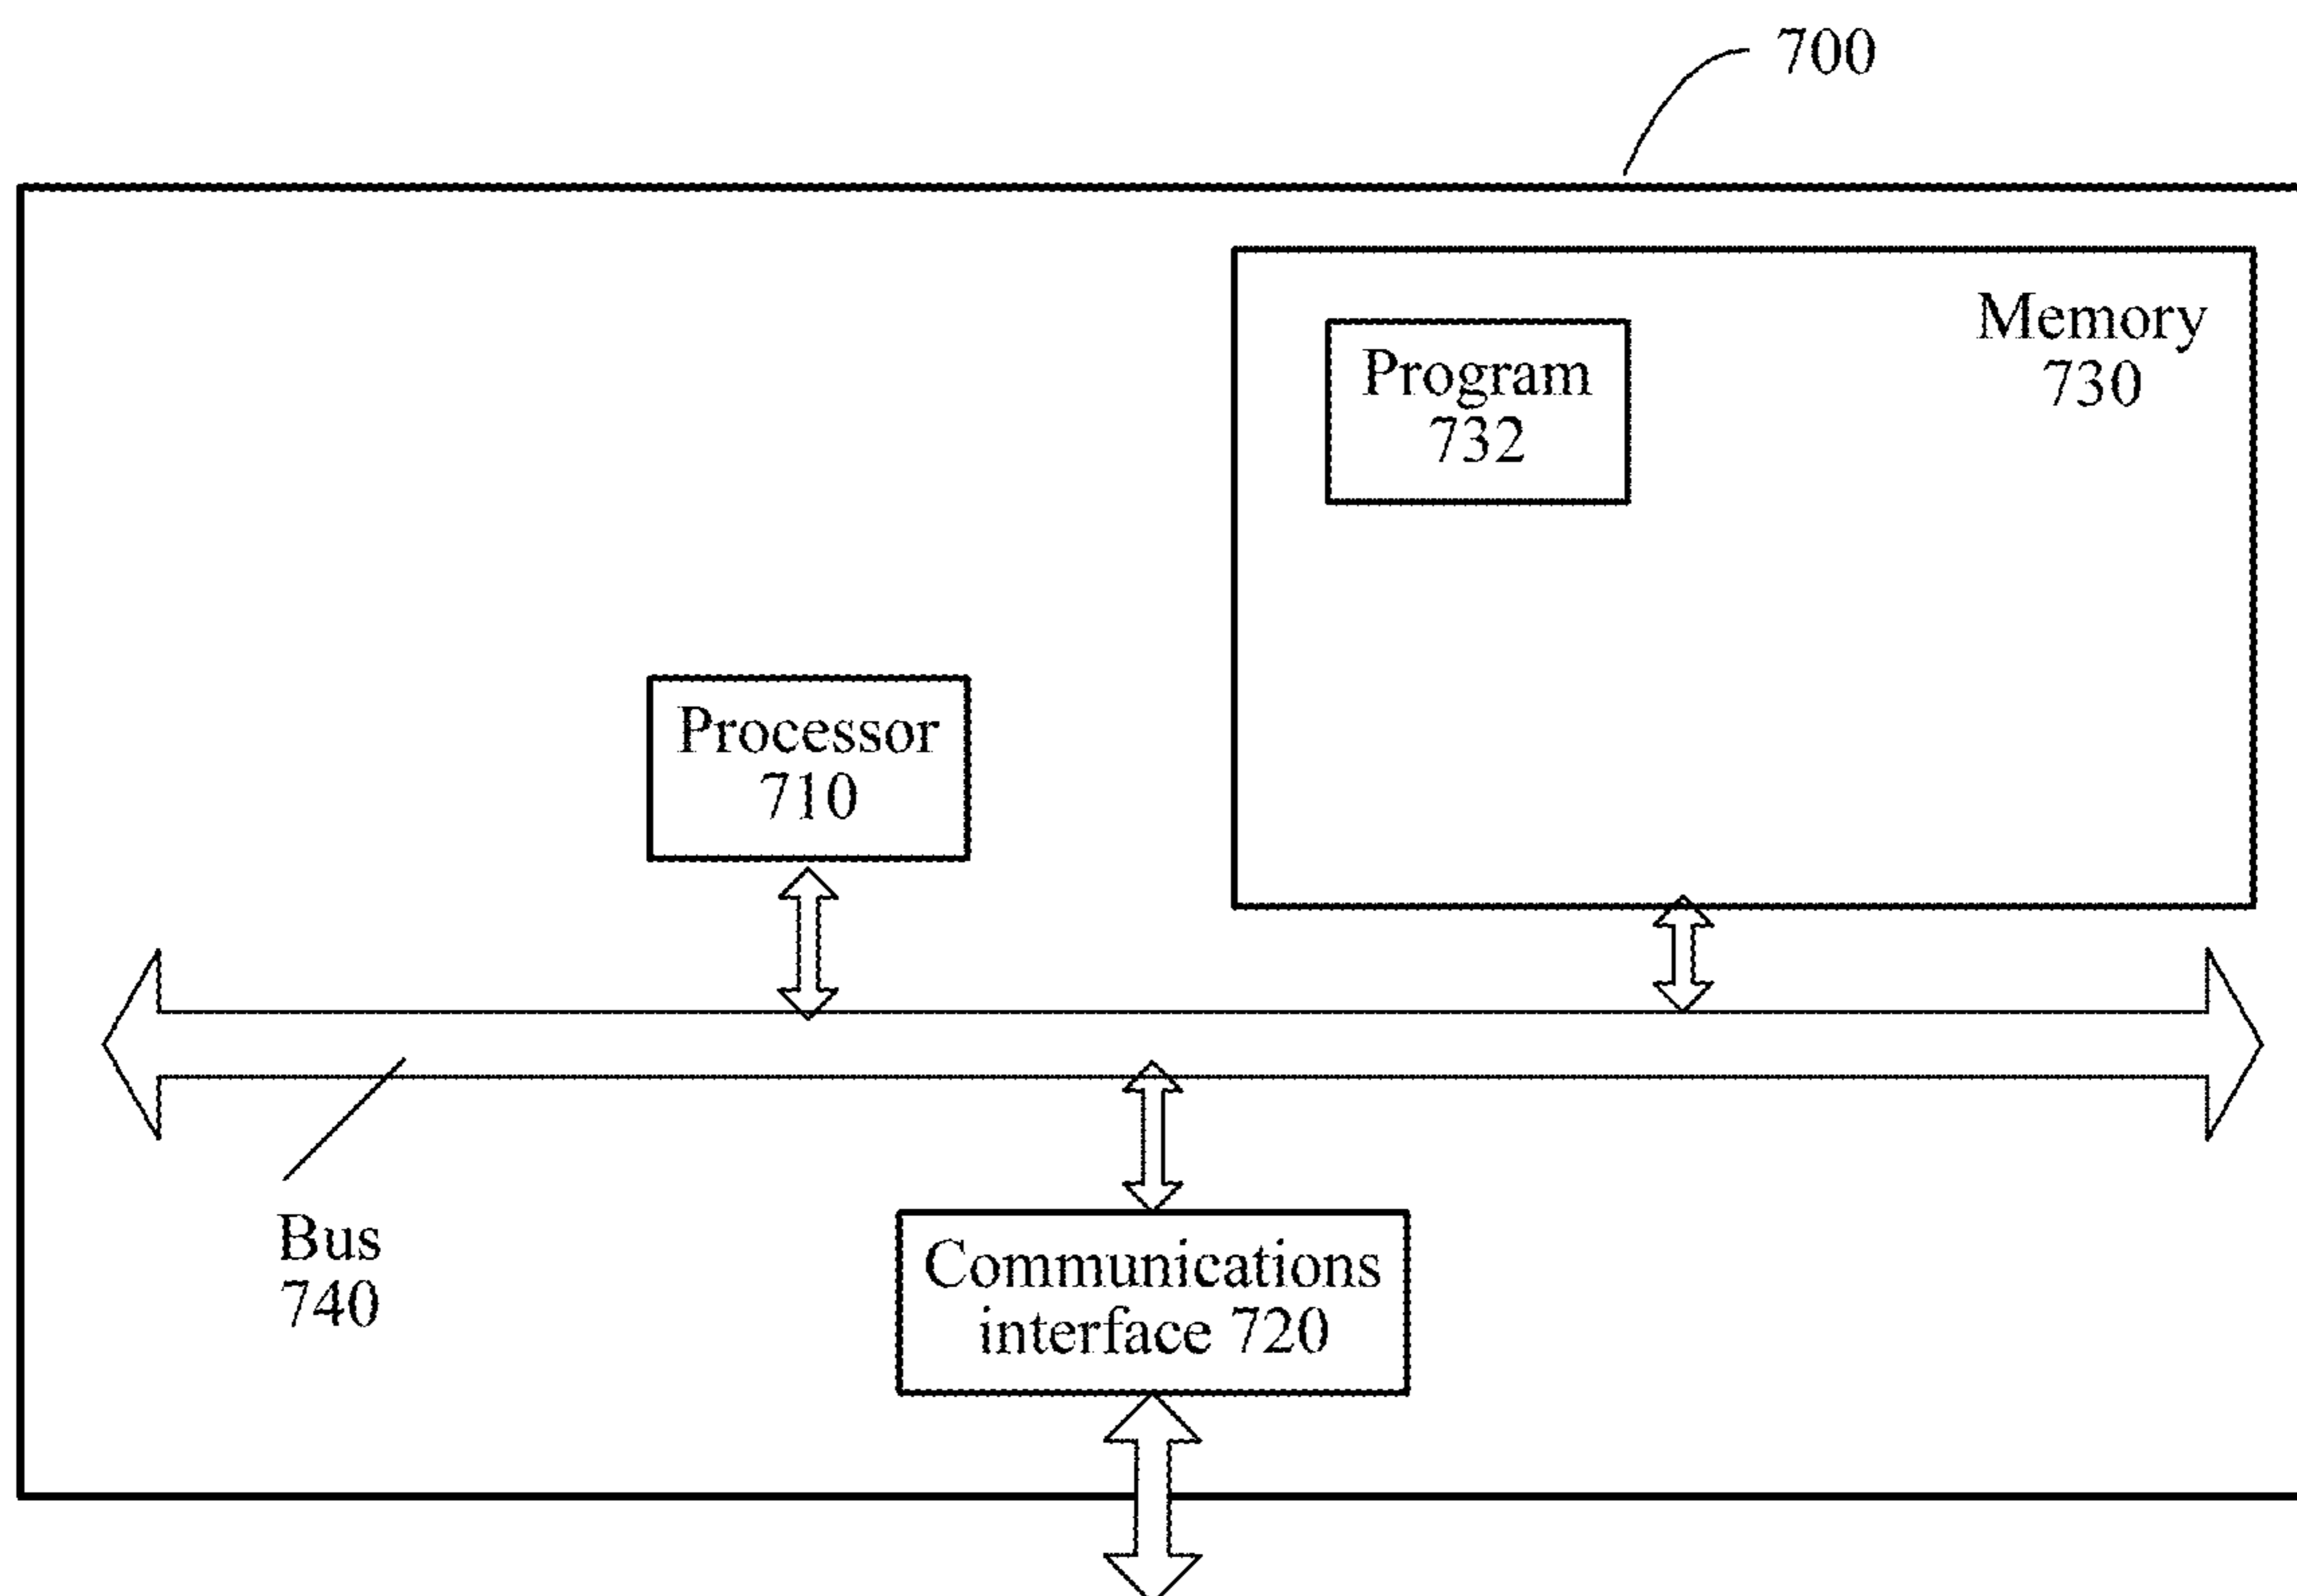 700
Memory
730
Program
732
Processor
710
Bus
740
Communications
interface 720